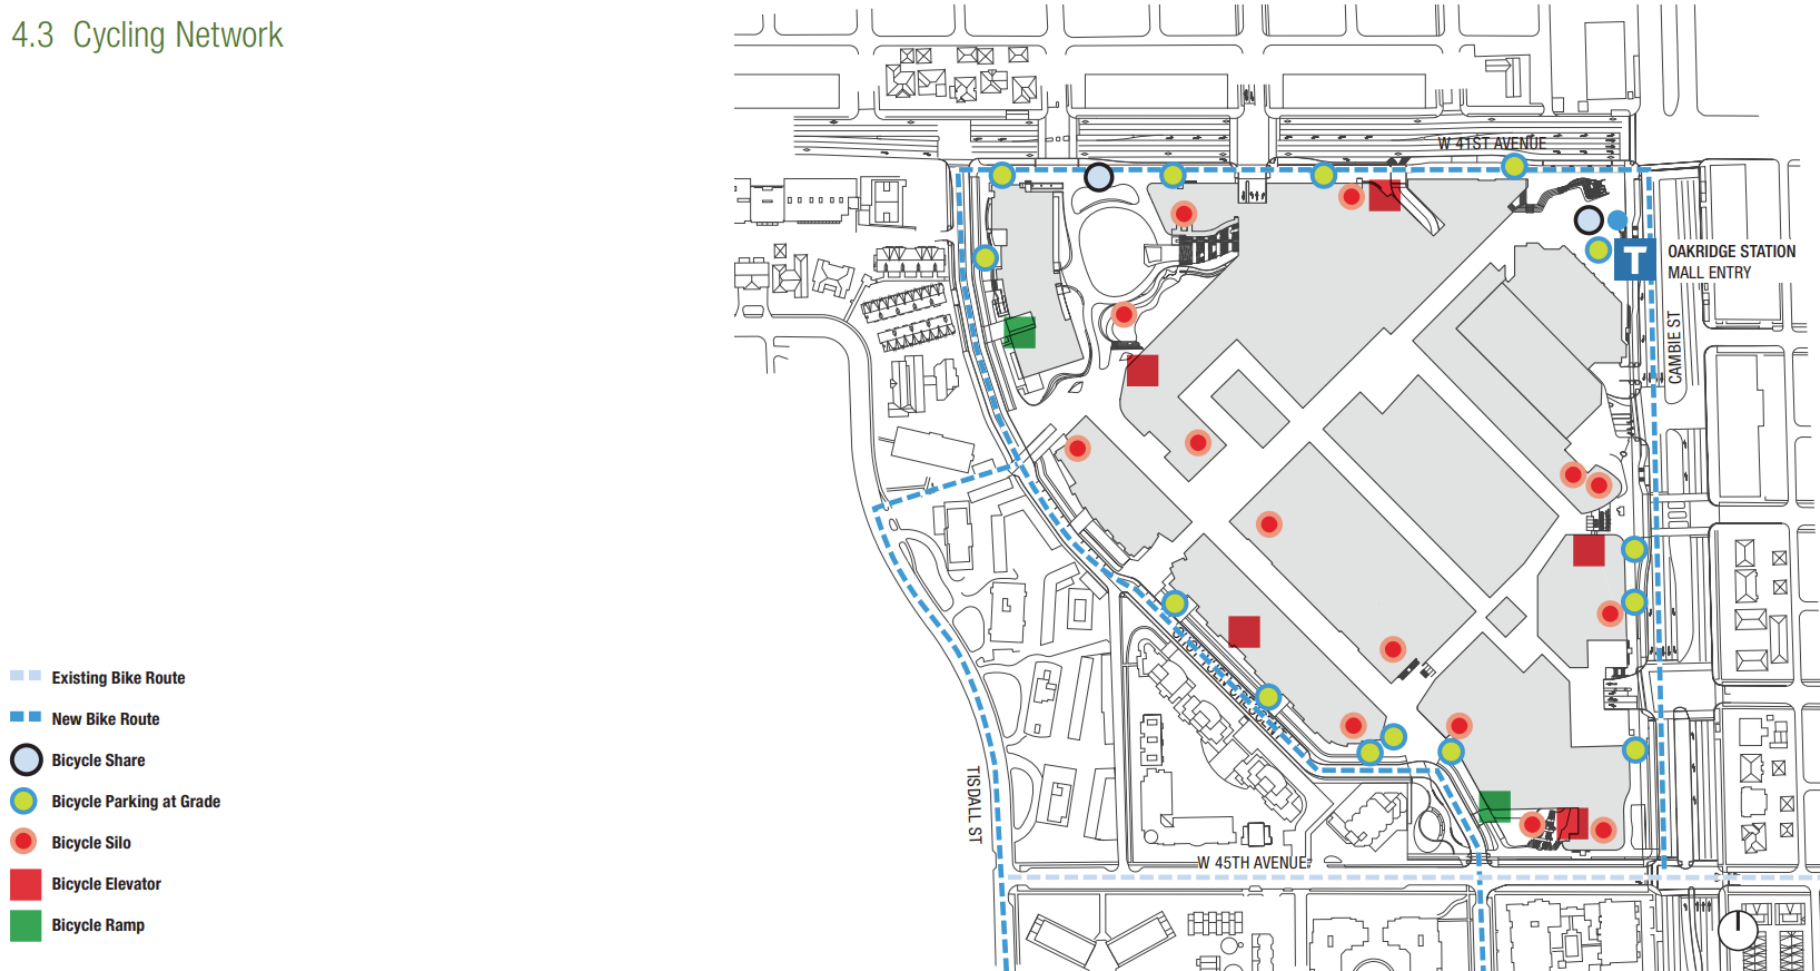 4.3 Cycling Network
W 41ST AVENUE
T
OAKRIDGE STATION
MALL ENTRY
CAMBIE ST
Existing Bike Route
New Bike Route
Bicycle Share
Bicycle Parking at Grade
Bicycle Silo
Bicycle Elevator
Bicycle Ramp
TISDALL ST
W 45TH AVENUE